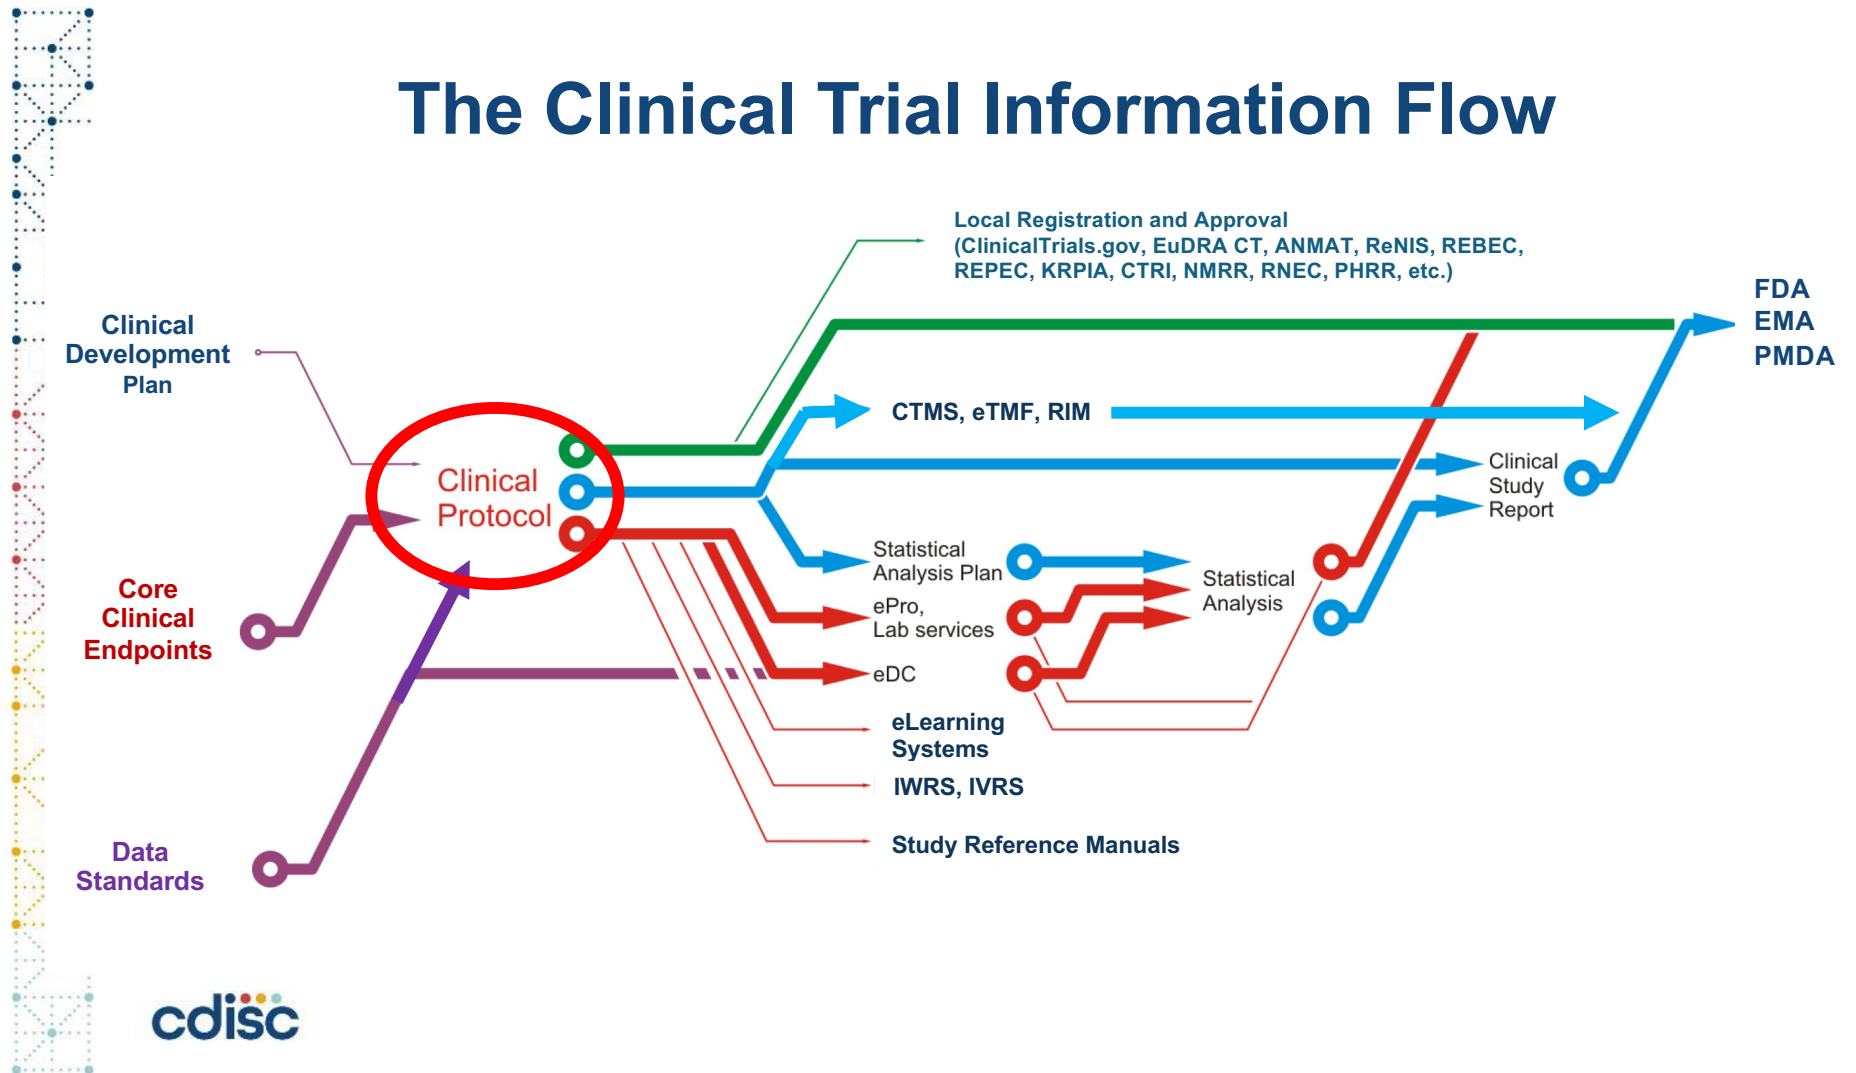 The Clinical Trial Information Flow
Local Registration and Approval
(ClinicalTrials.gov, EuDRA CT, ANMAT, ReNIS, REBEC,
REPEC, KRPIA, CTRI, NMRR, RNEC, PHRR, etc.)
FDA
EMA
PMDA
Clinical
Development
Plan
CTMS, eTMF, RIM
Clinical
Protocol
Clinical
Study
Report
Statistical
Analysis Plan
Statistical
Analysis
Core
Clinical
Endpoints
ePro,
Lab services
eDC
eLearning
Systems
IWRS, IVRS
Study Reference Manuals
Data
Standards
cdisc